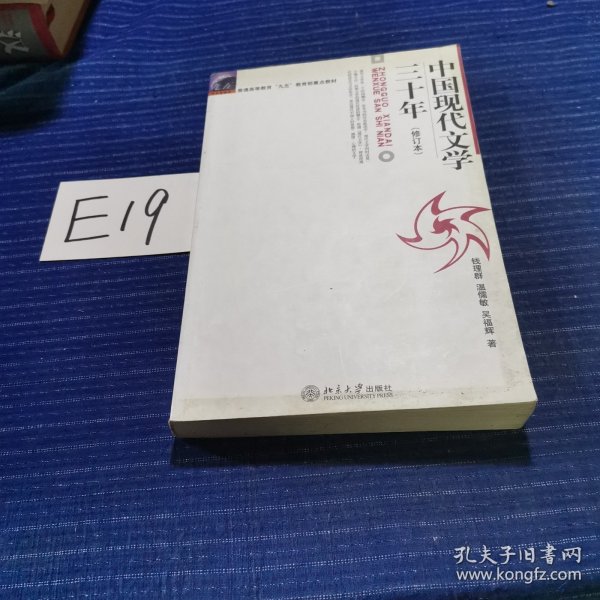 普通高等教育“九五”教育部重点教材
中国现代文学
三十年
(修订本)
ZHONGGUO XIANDAI
WENXUE SAN SHI NIAN
钱理群 温儒敏 吴福辉 著
北京大学出版社
PEKING UNIVERSITY PRESS
E19
孔夫子旧书网
www.kongfz.com